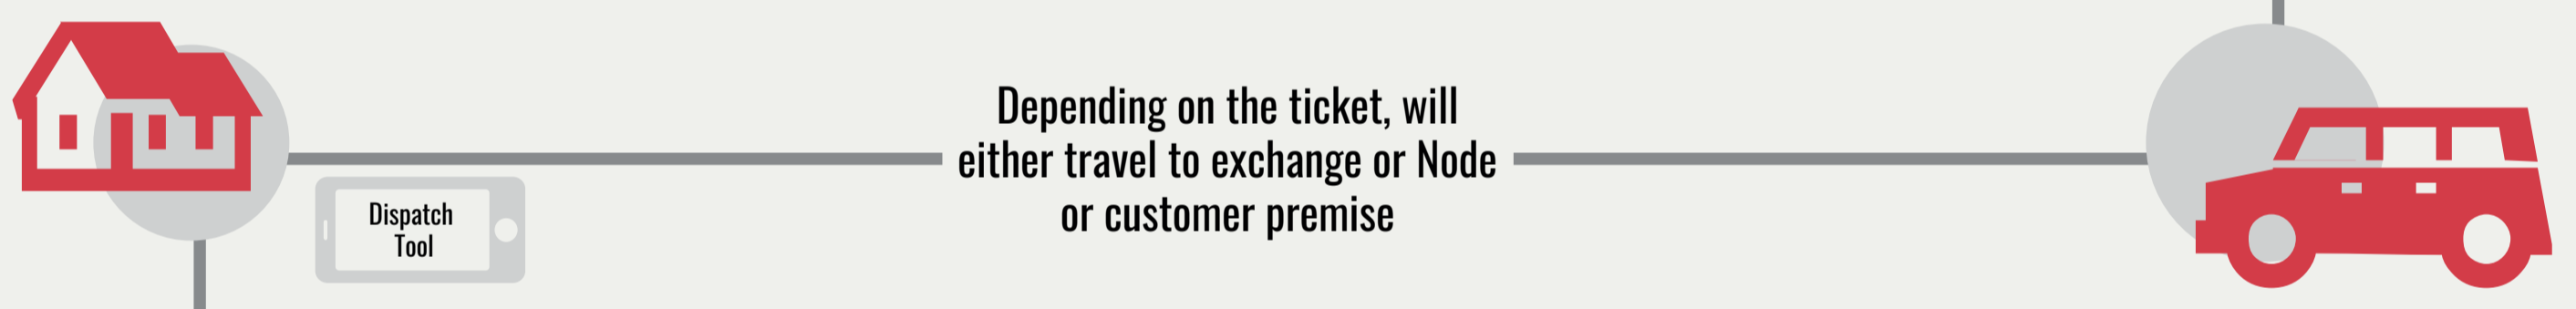 Depending on the ticket, will
either travel to exchange or Node
or customer premise
Dispatch
Tool